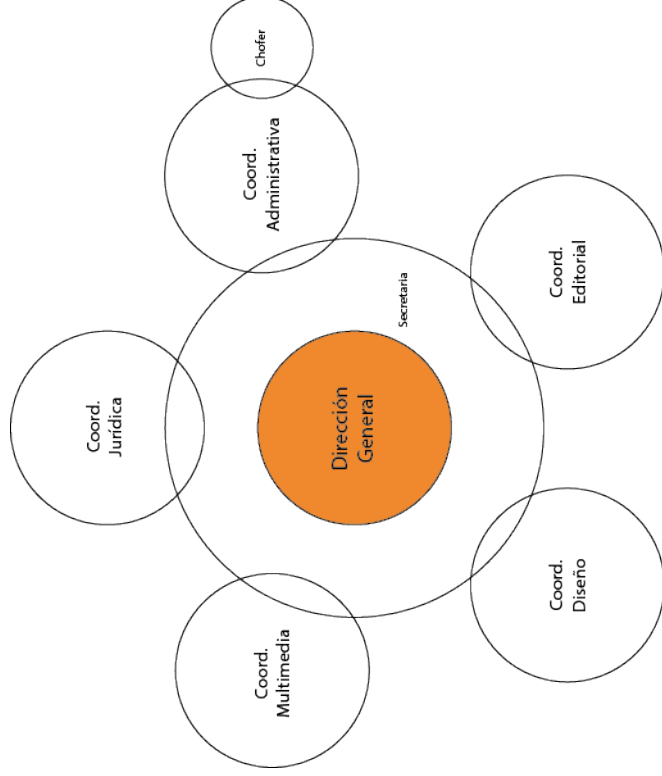 Coord.
Jurídica
Coord.
Multimedia
Coord.
Administrativa
Chofer
Dirección
General
Secretaria
Coord.
Diseño
Coord.
Editorial